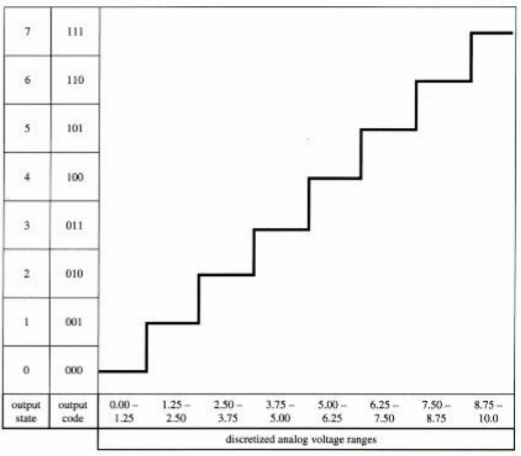 7 111
6 110
5 101
4 100
3 011
2 010
1 001
0 000
output output 0.00 – 1.25 – 2.50 – 3.75 – 5.00 – 6.25 – 7.50 – 8.75 –
state code 1.25 2.50 3.75 5.00 6.25 7.50 8.75 10.0
discretized analog voltage ranges